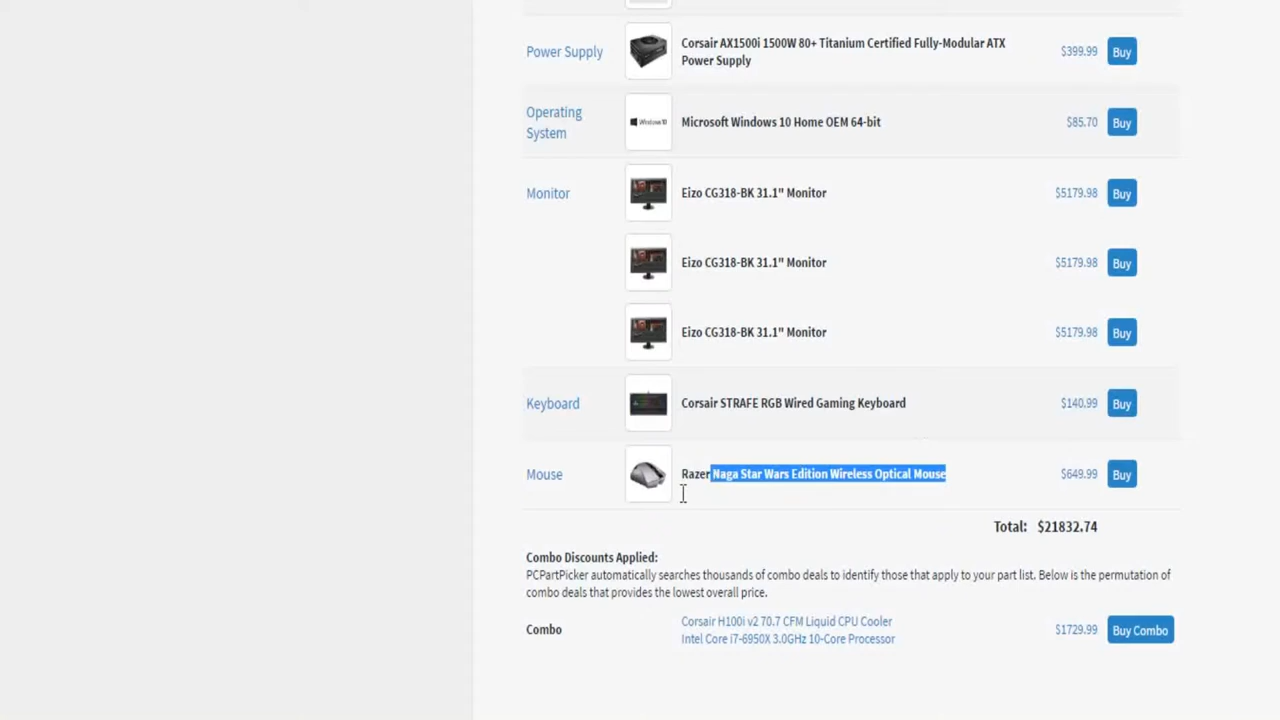 Power Supply
Corsair AX1500i 1500W 80+ Titanium Certified Fully-Modular ATX
Power Supply
$399.99
Buy
Operating
System
Windows 10
Microsoft Windows 10 Home OEM 64-bit
$85.70
Buy
Monitor
Eizo CG318-BK 31.1" Monitor
$5179.98
Buy
Eizo CG318-BK 31.1" Monitor
$5179.98
Buy
Eizo CG318-BK 31.1" Monitor
$5179.98
Buy
Keyboard
Corsair STRAFE RGB Wired Gaming Keyboard
$140.99
Buy
Mouse
Razer Naga Star Wars Edition Wireless Optical Mouse
$649.99
Buy
Total: $21832.74
Combo Discounts Applied:
PCPartPicker automatically searches thousands of combo deals to identify those that apply to your part list. Below is the permutation of
combo deals that provides the lowest overall price.
Combo
Corsair H100i v2 70.7 CFM Liquid CPU Cooler
Intel Core i7-6950X 3.0GHz 10-Core Processor
$1729.99
Buy Combo